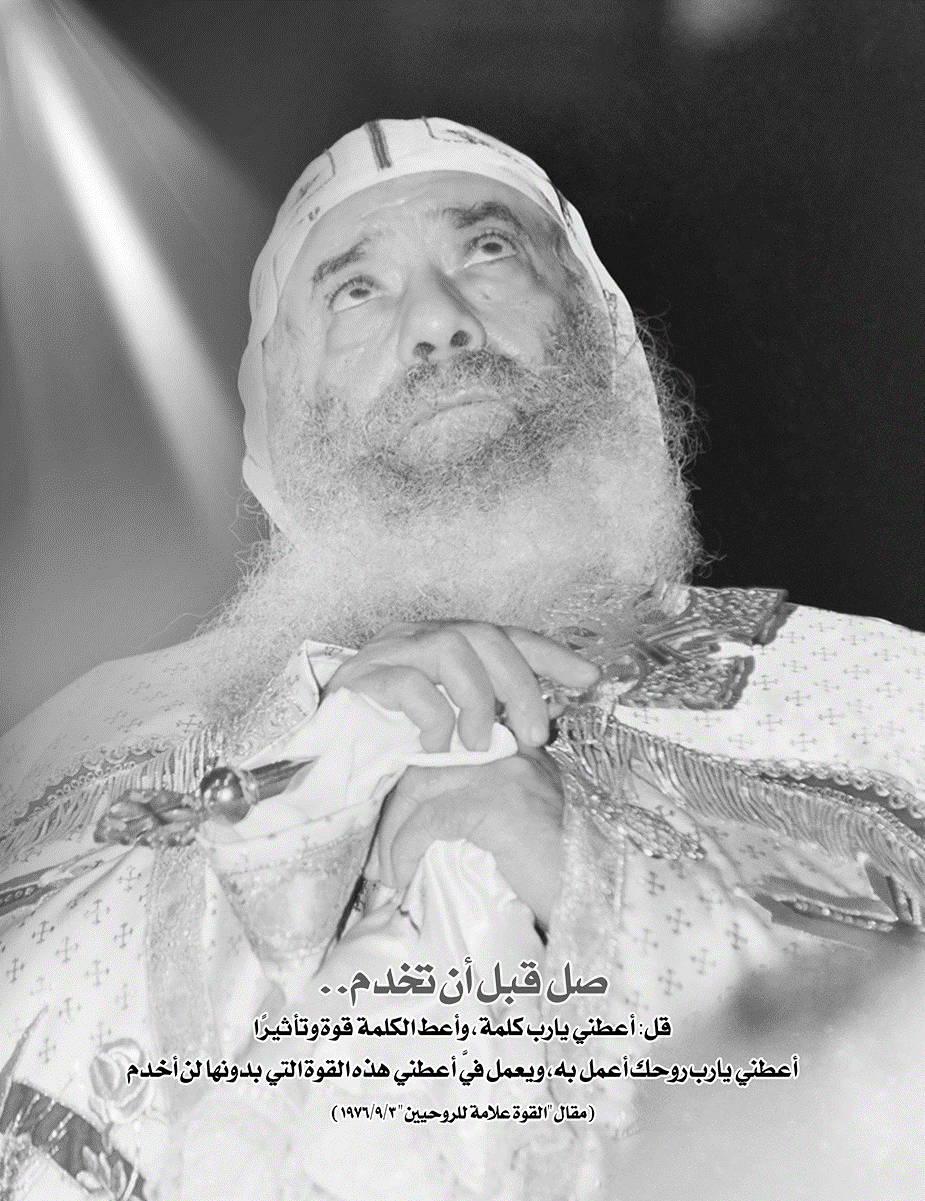 صل قبل أن تخدم..
قل: أعطني يارب كلمة، وأعط الكلمة قوة وتأثيرًا
أعطني يارب روحك أعمل به، ويعمل فيَّ أعطني هذه القوة التي بدونها لن أخدم
(مقال "القوة علامة للروحيين" ١٩٧٦/٩/٣)